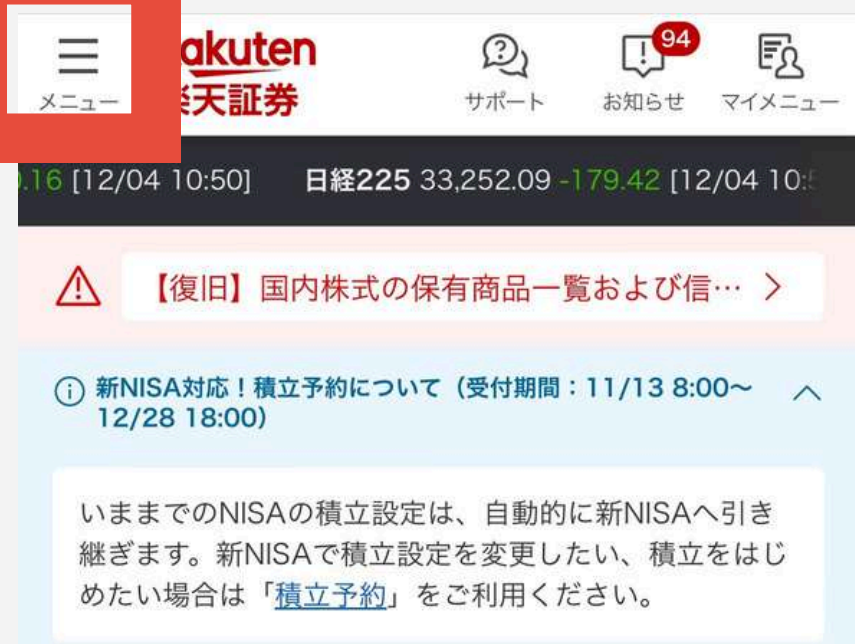 akuten
天証券
メニュー
サポート
お知らせ
94
マイメニュー
.16 [12/04 10:50] 日経225 33,252.09 -179.42 [12/04 10:
【復旧】国内株式の保有商品一覧および信… >
新NISA対応！積立予約について（受付期間：11/13 8:00〜
12/28 18:00）
いままでのNISAの積立設定は、自動的に新NISAへ引き
継ぎます。新NISAで積立設定を変更したい、積立をはじ
めたい場合は「積立予約」をご利用ください。